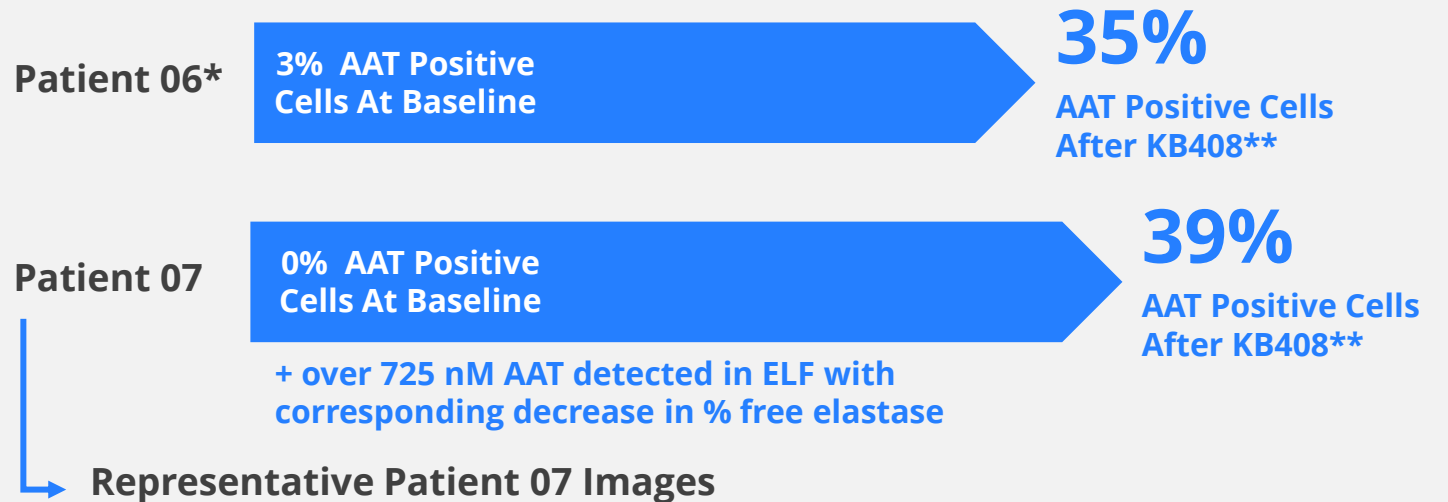 Patient 06*
3% AAT Positive
Cells At Baseline
35%
AAT Positive Cells
After KB408**
Patient 07
0% AAT Positive
Cells At Baseline
39%
AAT Positive Cells
After KB408**
+ over 725 nM AAT detected in ELF with
corresponding decrease in % free elastase
Representative Patient 07 Images